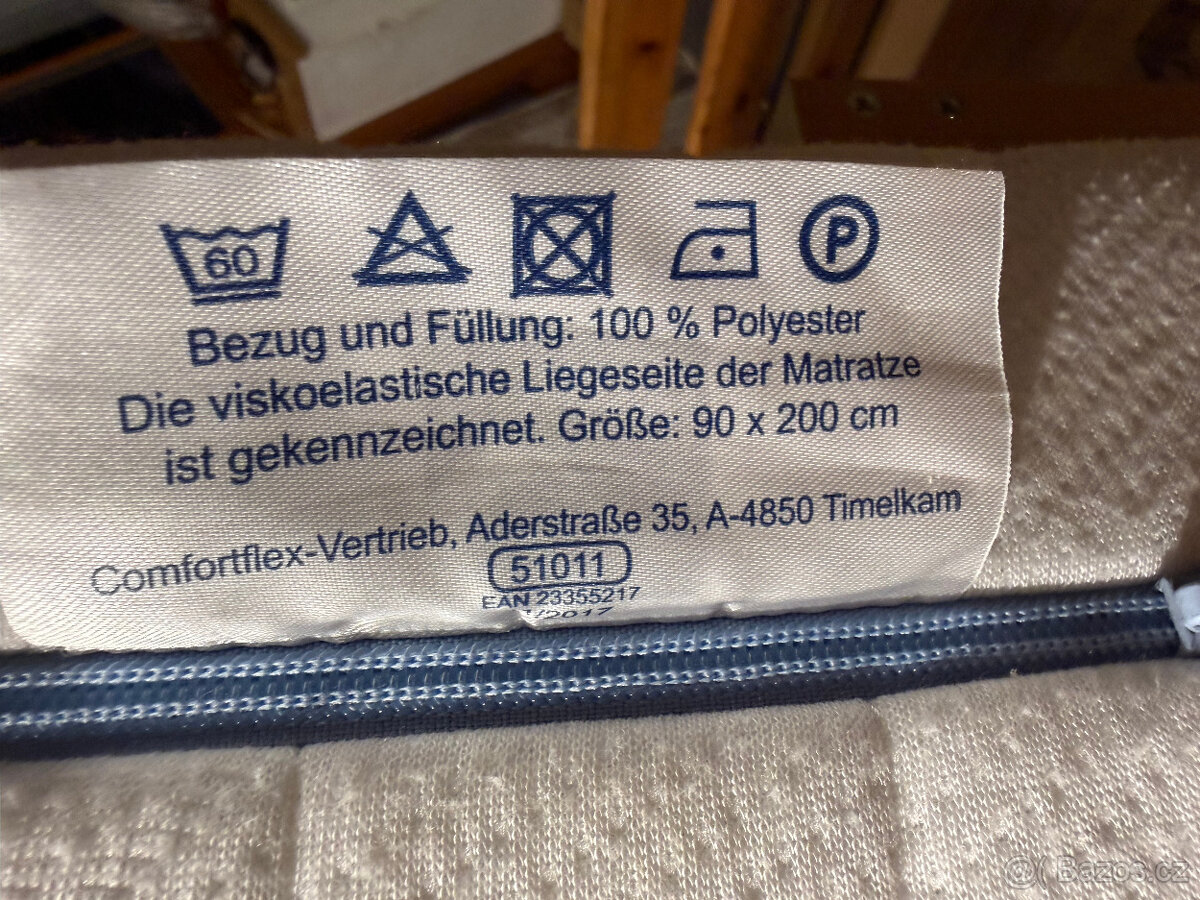 60
P
Bezug und Füllung: 100 % Polyester
Die viskoelastische Liegeseite der Matratze
ist gekennzeichnet. Größe: 90 x 200 cm
Comfortflex-Vertrieb, Aderstraße 35, A-4850 Timelkam
51011
EAN 23355217
/2017
Bazos.cz